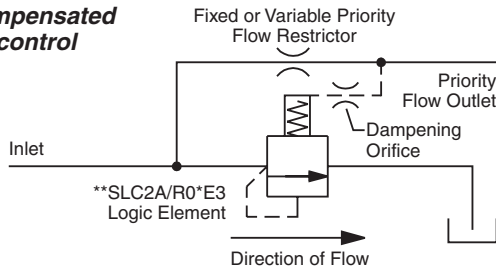 mpensated
control
Fixed or Variable Priority
Flow Restrictor
Priority
Flow Outlet
Dampening
Orifice
Inlet
**SLC2A/R0*E3
Logic Element
Direction of Flow